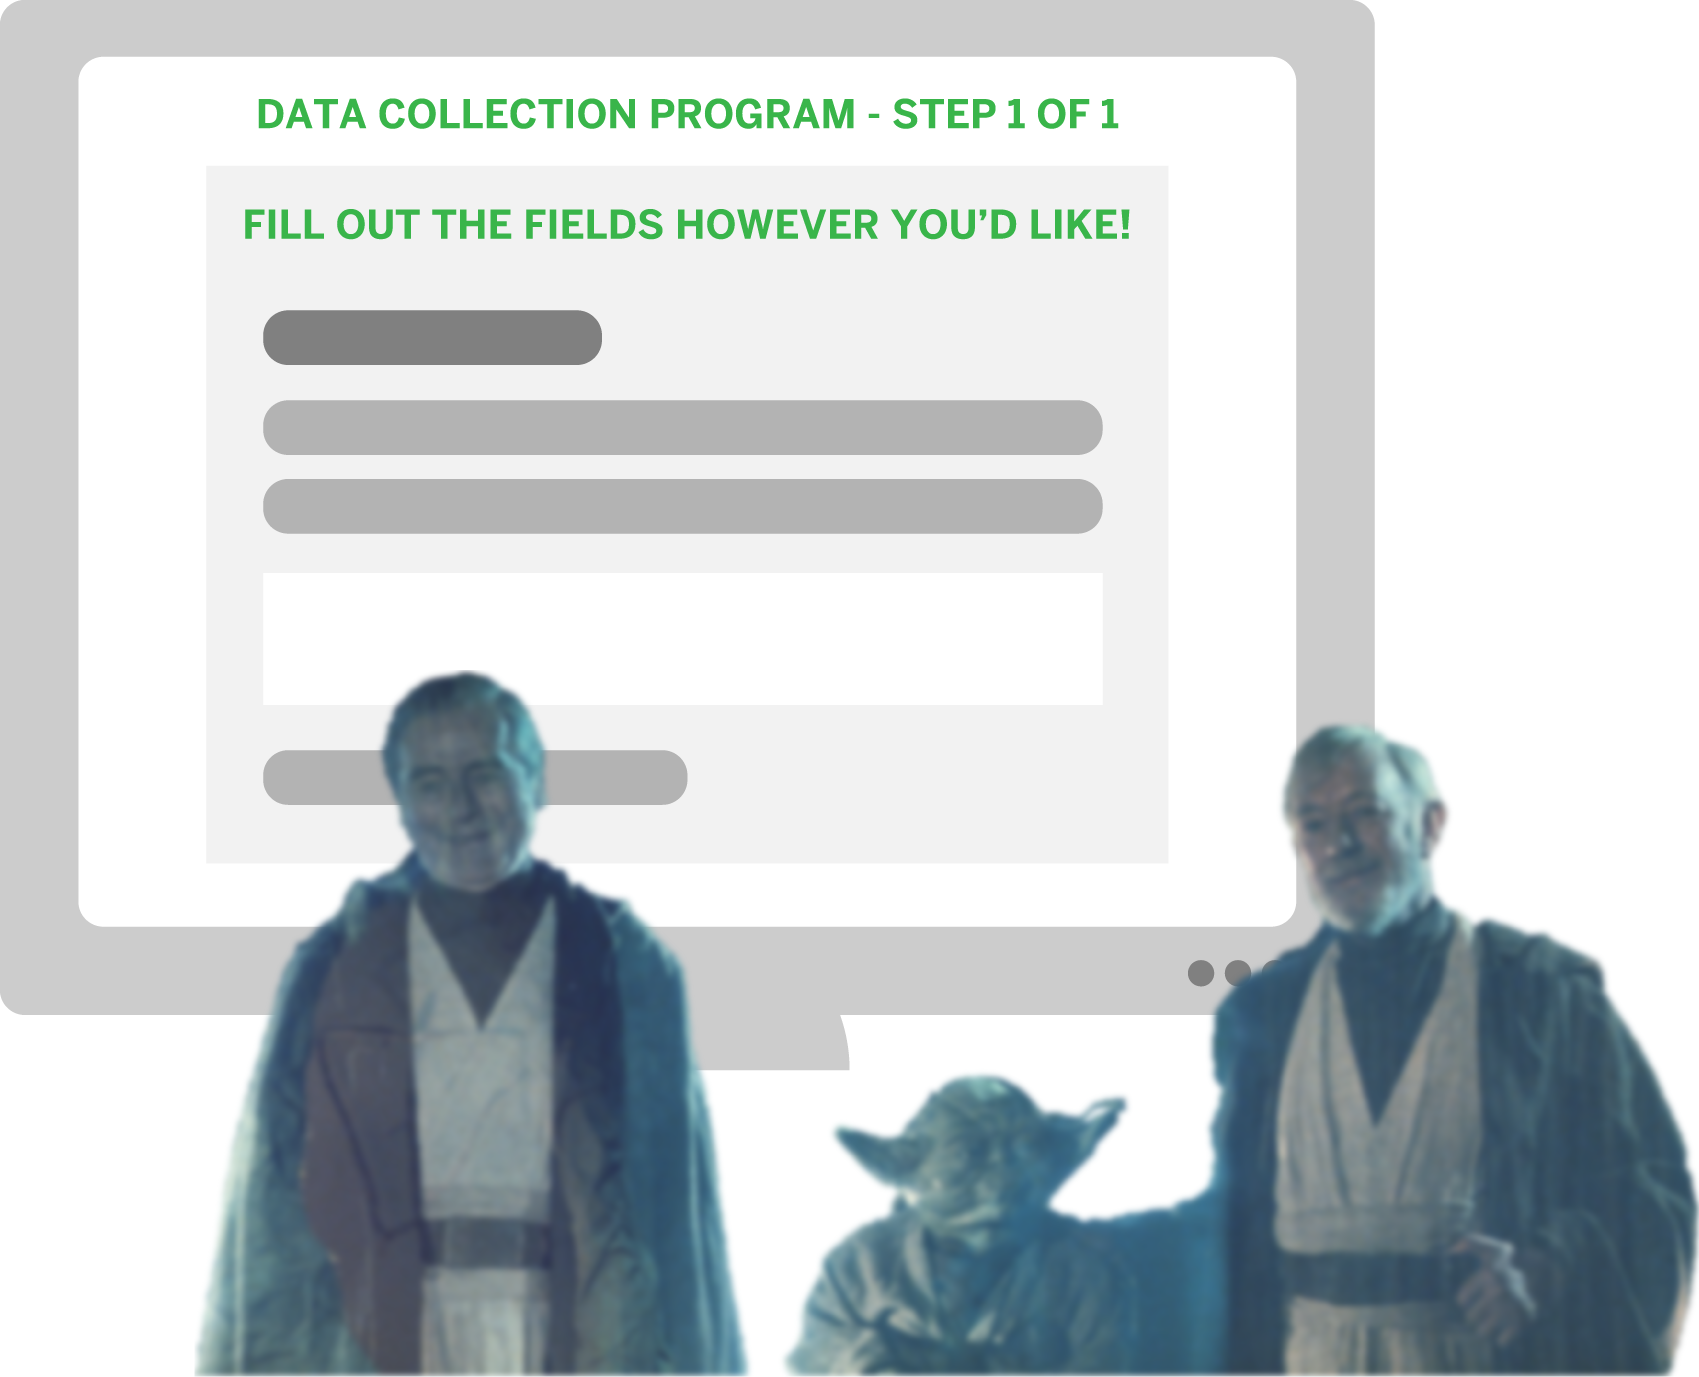 DATA COLLECTION PROGRAM - STEP 1 OF 1
FILL OUT THE FIELDS HOWEVER YOU’D LIKE!